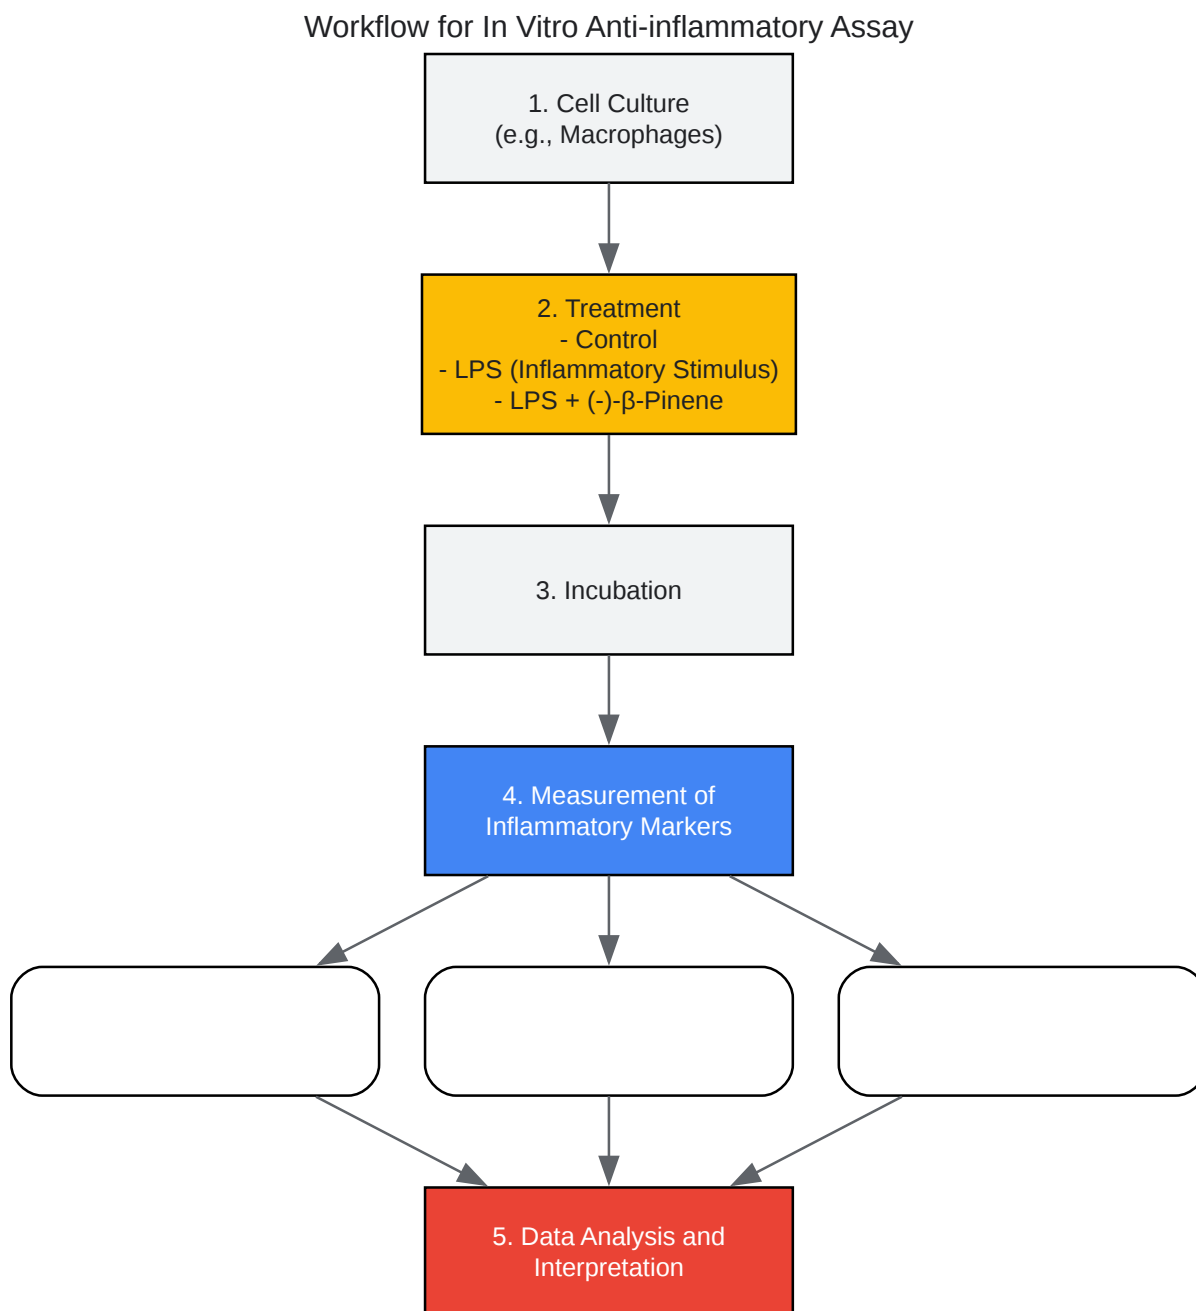 Workflow for In Vitro Anti-inflammatory Assay
1. Cell Culture
(e.g., Macrophages)
2. Treatment
- Control
- LPS (Inflammatory Stimulus)
- LPS + (-)-β-Pinene
3. Incubation
4. Measurement of
Inflammatory Markers
5. Data Analysis and
Interpretation